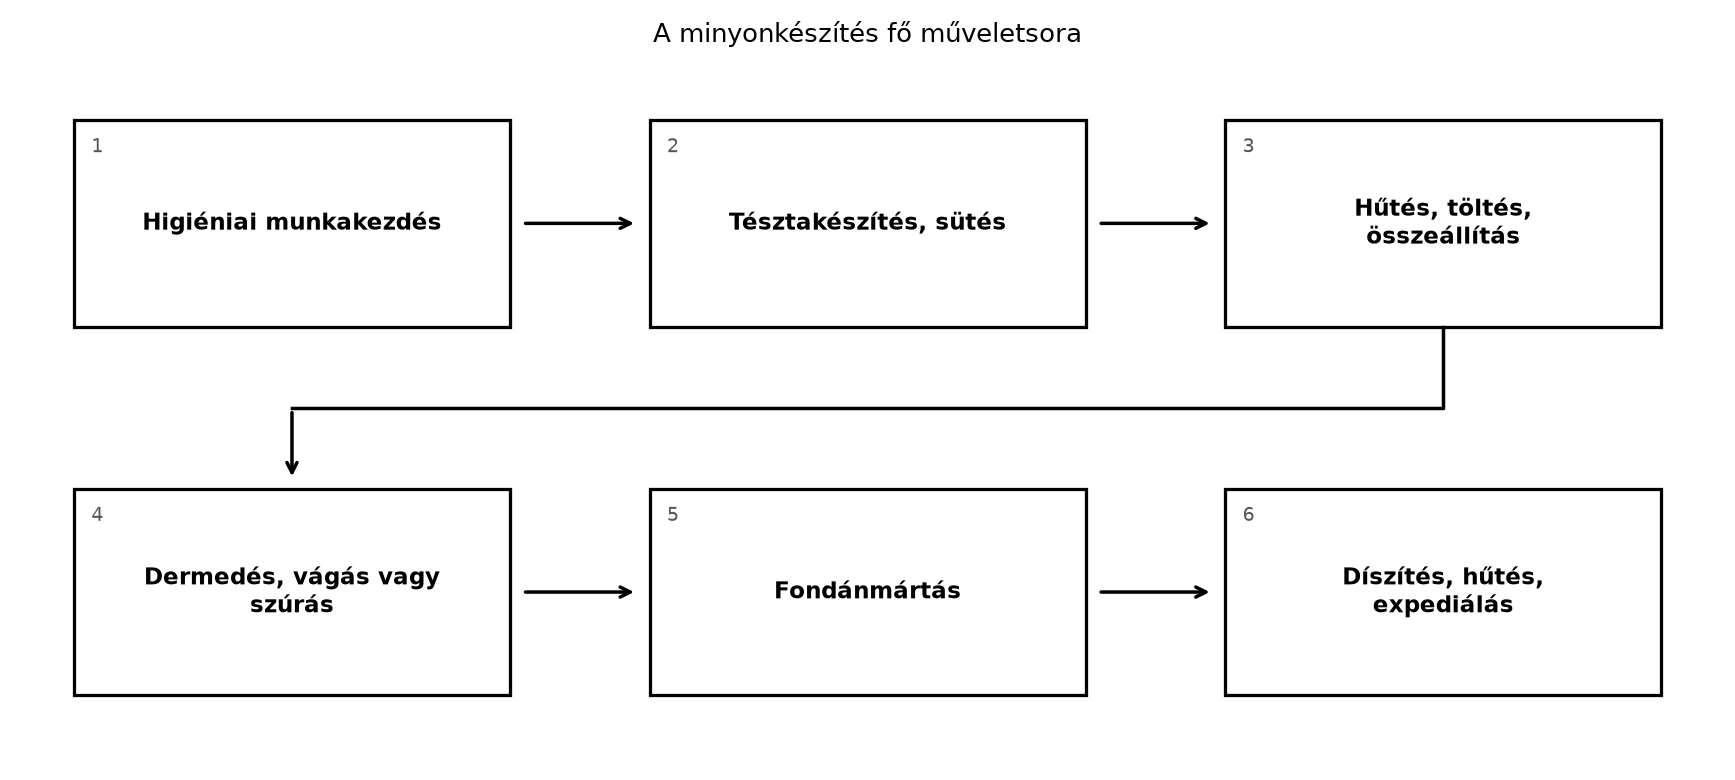 A minyonkészítés fő műveletsora
1
Higiéniai munkakezdés
2
Tésztakészítés, sütés
3
Hűtés, töltés,
összeállítás
4
Dermedés, vágás vagy
szúrás
5
Fondánmártás
6
Díszítés, hűtés,
expediálás